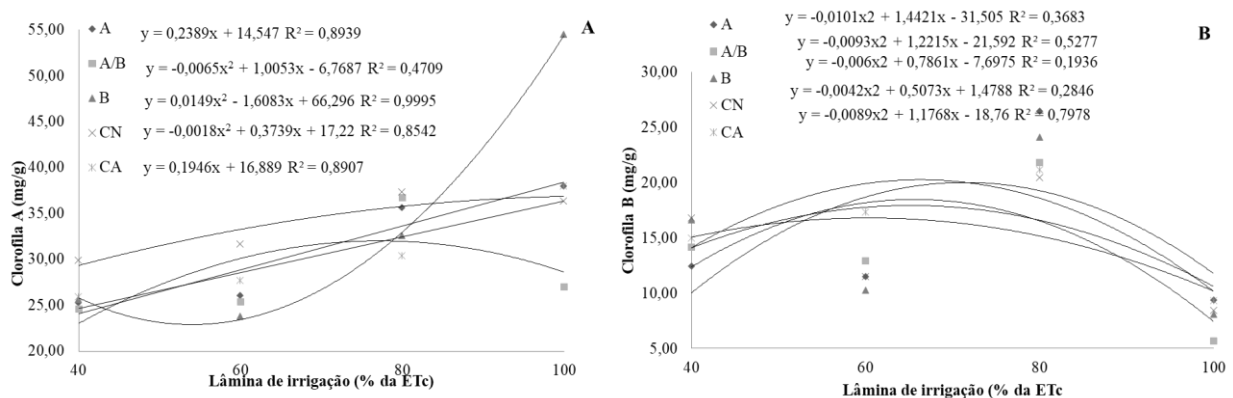 A
y = 0,2389x + 14,547 R² = 0,8939
A/B
y = -0,0065x² + 1,0053x - 6,7687 R² = 0,4709
B
y = 0,0149x² - 1,6083x + 66,296 R² = 0,9995
CN
y = -0,0018x² + 0,3739x + 17,22 R² = 0,8542
CA
y = 0,1946x + 16,889 R² = 0,8907
A
55,00
50,00
45,00
40,00
35,00
30,00
25,00
20,00
Clorofila A (mg/g)
40 60 80 100
Lâmina de irrigação (% da ETc)
A
A/B
B
CN
CA
y = -0,0101x2 + 1,4421x - 31,505 R² = 0,3683
y = -0,0093x2 + 1,2215x - 21,592 R² = 0,5277
y = -0,006x2 + 0,7861x - 7,6975 R² = 0,1936
y = -0,0042x2 + 0,5073x + 1,4788 R² = 0,2846
y = -0,0089x2 + 1,1768x - 18,76 R² = 0,7978
B
30,00
25,00
20,00
15,00
10,00
5,00
Clorofila B (mg/g)
40 60 80 100
Lâmina de irrigação (% da ETc